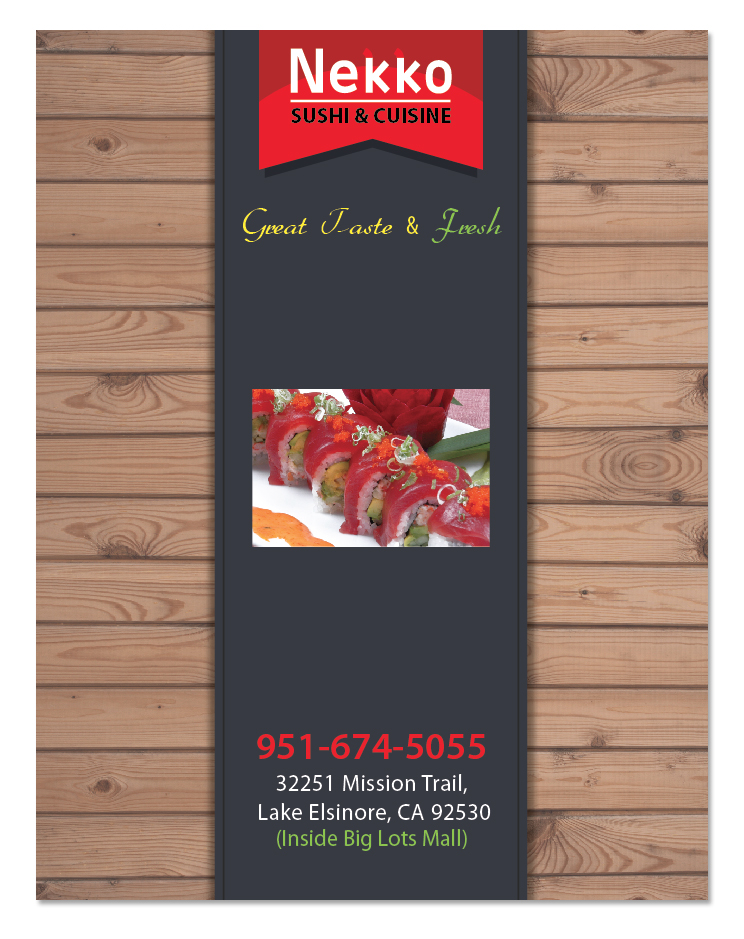 Nekko
SUSHI & CUISINE
Great Taste & Fresh
951-674-5055
32251 Mission Trail,
Lake Elsinore, CA 92530
(Inside Big Lots Mall)